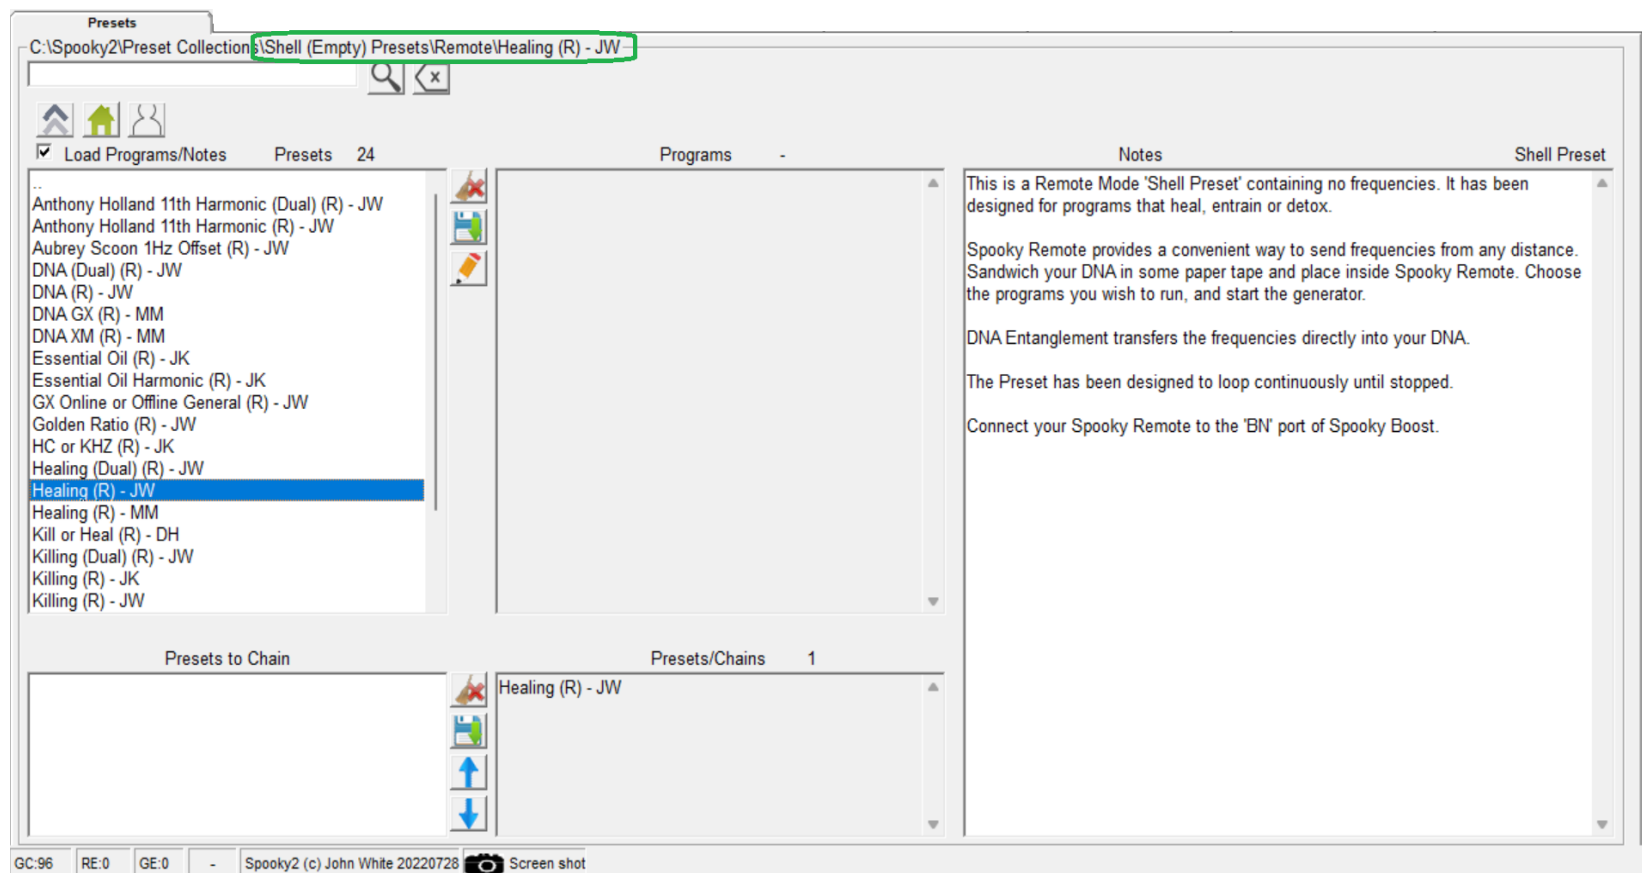 Presets
C:\Spooky2\Preset Collections\Shell (Empty) Presets\Remote\Healing (R) - JW
Load Programs/Notes Presets 24
Programs -
Notes
Shell Preset
..
Anthony Holland 11th Harmonic (Dual) (R) - JW
Anthony Holland 11th Harmonic (R) - JW
Aubrey Scoon 1Hz Offset (R) - JW
DNA (Dual) (R) - JW
DNA (R) - JW
DNA GX (R) - MM
DNA XM (R) - MM
Essential Oil (R) - JK
Essential Oil Harmonic (R) - JK
GX Online or Offline General (R) - JW
Golden Ratio (R) - JW
HC or KHZ (R) - JK
Healing (Dual) (R) - JW
Healing (R) - JW
Healing (R) - MM
Kill or Heal (R) - DH
Killing (Dual) (R) - JW
Killing (R) - JK
Killing (R) - JW
This is a Remote Mode 'Shell Preset' containing no frequencies. It has been
designed for programs that heal, entrain or detox.
Spooky Remote provides a convenient way to send frequencies from any distance.
Sandwich your DNA in some paper tape and place inside Spooky Remote. Choose
the programs you wish to run, and start the generator.
DNA Entanglement transfers the frequencies directly into your DNA.
The Preset has been designed to loop continuously until stopped.
Connect your Spooky Remote to the 'BN' port of Spooky Boost.
Presets to Chain
Presets/Chains 1
Healing (R) - JW
GC:96 RE:0 GE:0 - Spooky2 (c) John White 20220728 Screen shot